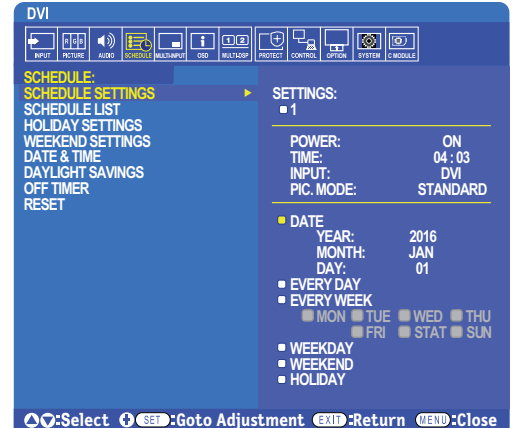 DVI
INPUT PICTURE AUDIO SCHEDULE MULTI-INPUT OSD MULTI-DSP PROTECT CONTROL OPTION SYSTEM C MODULE
SCHEDULE:
SCHEDULE SETTINGS
SCHEDULE LIST
HOLIDAY SETTINGS
WEEKEND SETTINGS
DATE & TIME
DAYLIGHT SAVINGS
OFF TIMER
RESET
SETTINGS:
1
POWER: ON
TIME: 04 : 03
INPUT: DVI
PIC. MODE: STANDARD
DATE
YEAR: 2016
MONTH: JAN
DAY: 01
EVERY DAY
EVERY WEEK
MON TUE WED THU
FRI STAT SUN
WEEKDAY
WEEKEND
HOLIDAY
:Select SET:Goto Adjustment EXIT:Return MENU:Close